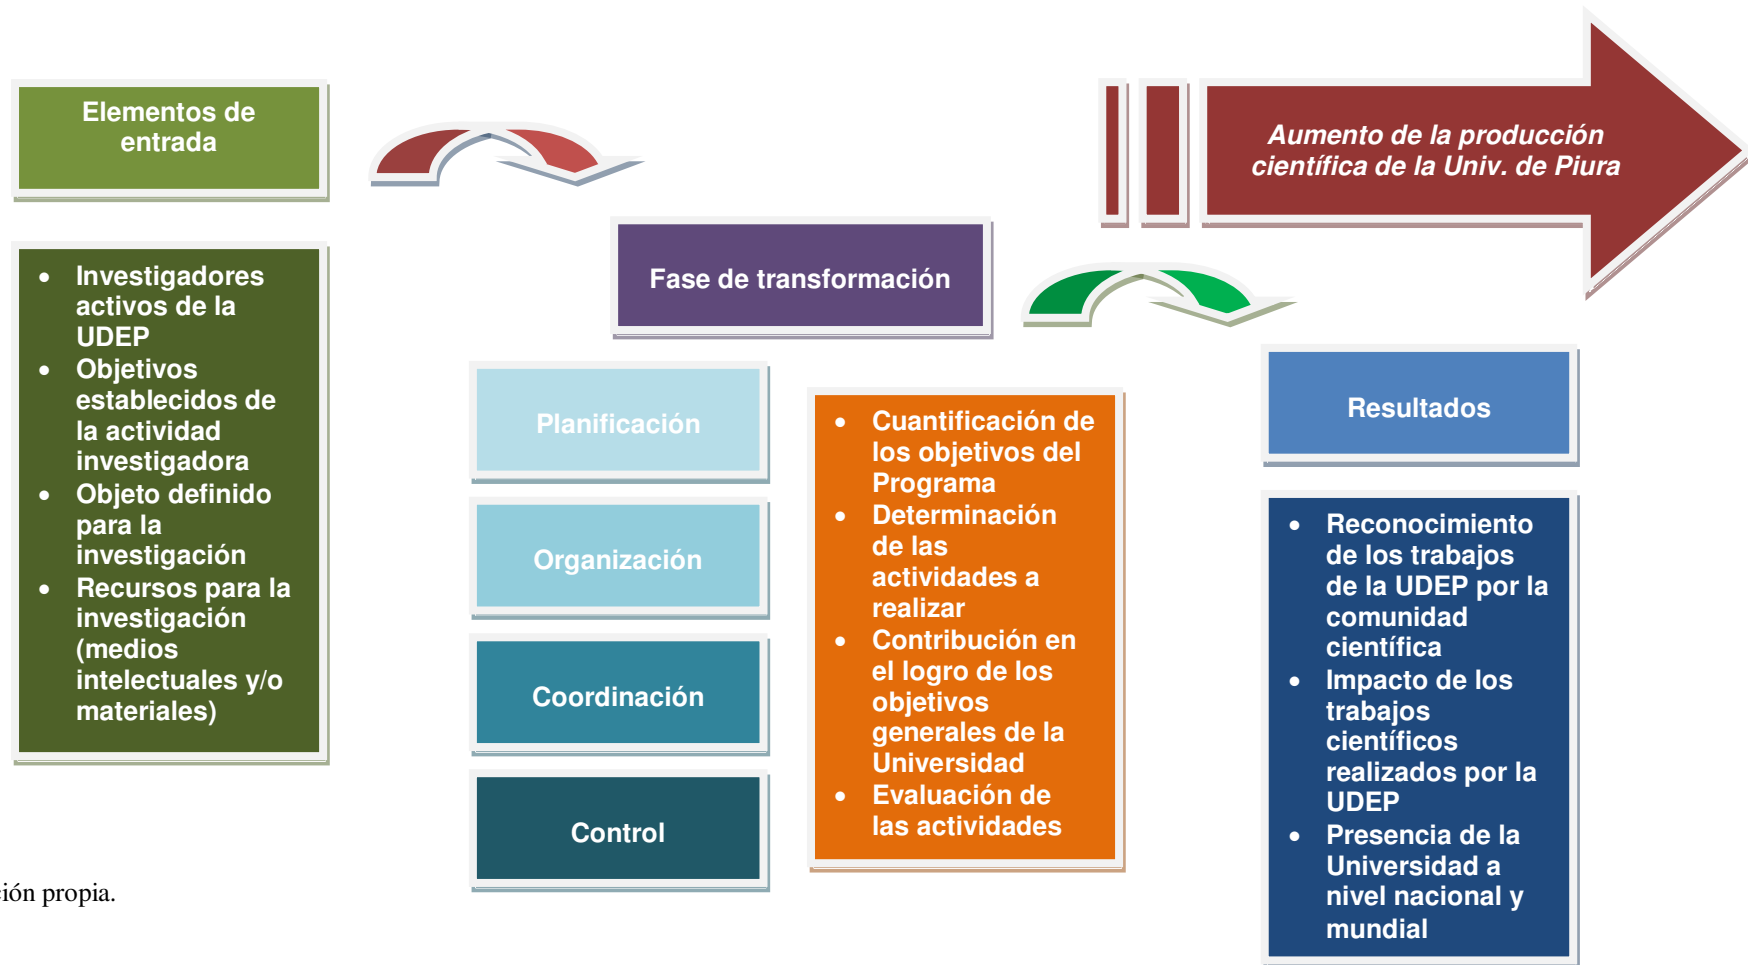 Elementos de
entrada
Aumento de la producción
científica de la Univ. de Piura
• Investigadores
activos de la
UDEP
• Objetivos
establecidos de
la actividad
investigadora
• Objeto definido
para la
investigación
• Recursos para la
investigación
(medios
intelectuales y/o
materiales)
Fase de transformación
Planificación
Organización
Coordinación
Control
• Cuantificación de
los objetivos del
Programa
• Determinación
de las
actividades a
realizar
• Contribución en
el logro de los
objetivos
generales de la
Universidad
• Evaluación de
las actividades
Resultados
• Reconocimiento
de los trabajos
de la UDEP por la
comunidad
científica
• Impacto de los
trabajos
científicos
realizados por la
UDEP
• Presencia de la
Universidad a
nivel nacional y
mundial
ción propia.